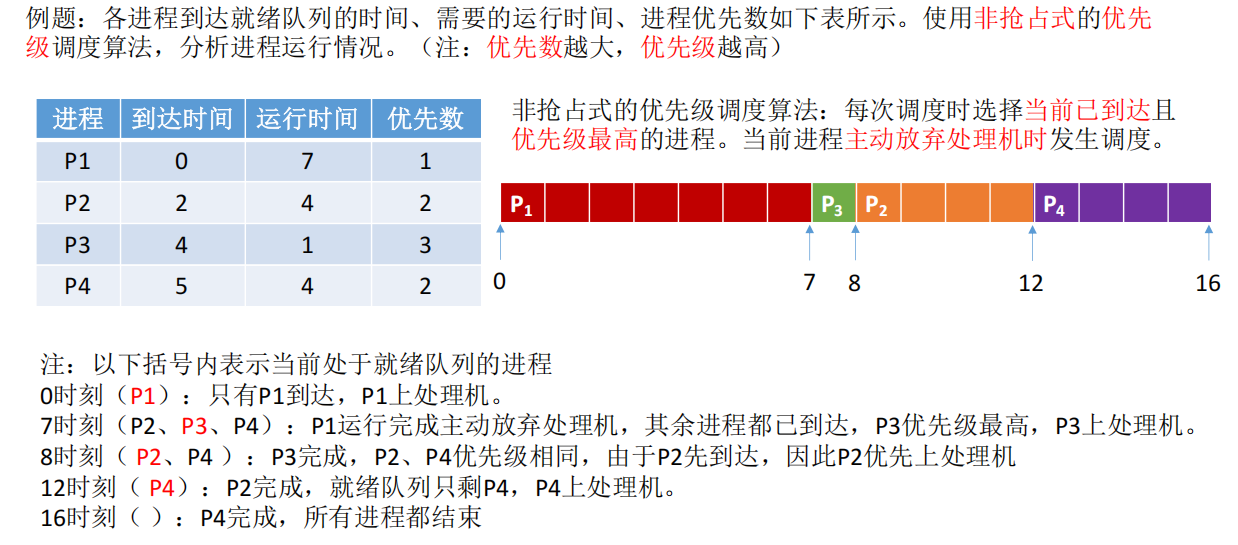 例题：各进程到达就绪队列的时间、需要的运行时间、进程优先数如下表所示。使用非抢占式的优先
级调度算法，分析进程运行情况。（注：优先数越大，优先级越高）
进程 到达时间 运行时间 优先数
P1 0 7 1
P2 2 4 2
P3 4 1 3
P4 5 4 2
非抢占式的优先级调度算法：每次调度时选择当前已到达且
优先级最高的进程。当前进程主动放弃处理机时发生调度。
P1 P3 P2 P4
0 7 8 12 16
注：以下括号内表示当前处于就绪队列的进程
0时刻（P1）：只有P1到达，P1上处理机。
7时刻（P2、P3、P4）：P1运行完成主动放弃处理机，其余进程都已到达，P3优先级最高，P3上处理机。
8时刻（ P2、P4 ）：P3完成，P2、P4优先级相同，由于P2先到达，因此P2优先上处理机
12时刻（ P4）：P2完成，就绪队列只剩P4，P4上处理机。
16时刻（ ）：P4完成，所有进程都结束